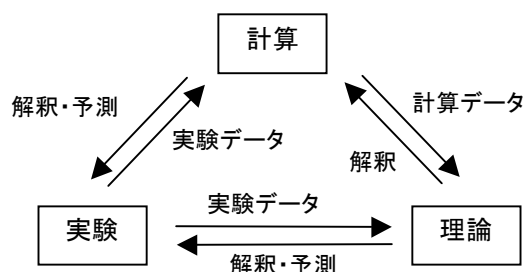 計算
解釈・予測
計算データ
実験データ
解釈
実験データ
実験
理論
解釈・予測